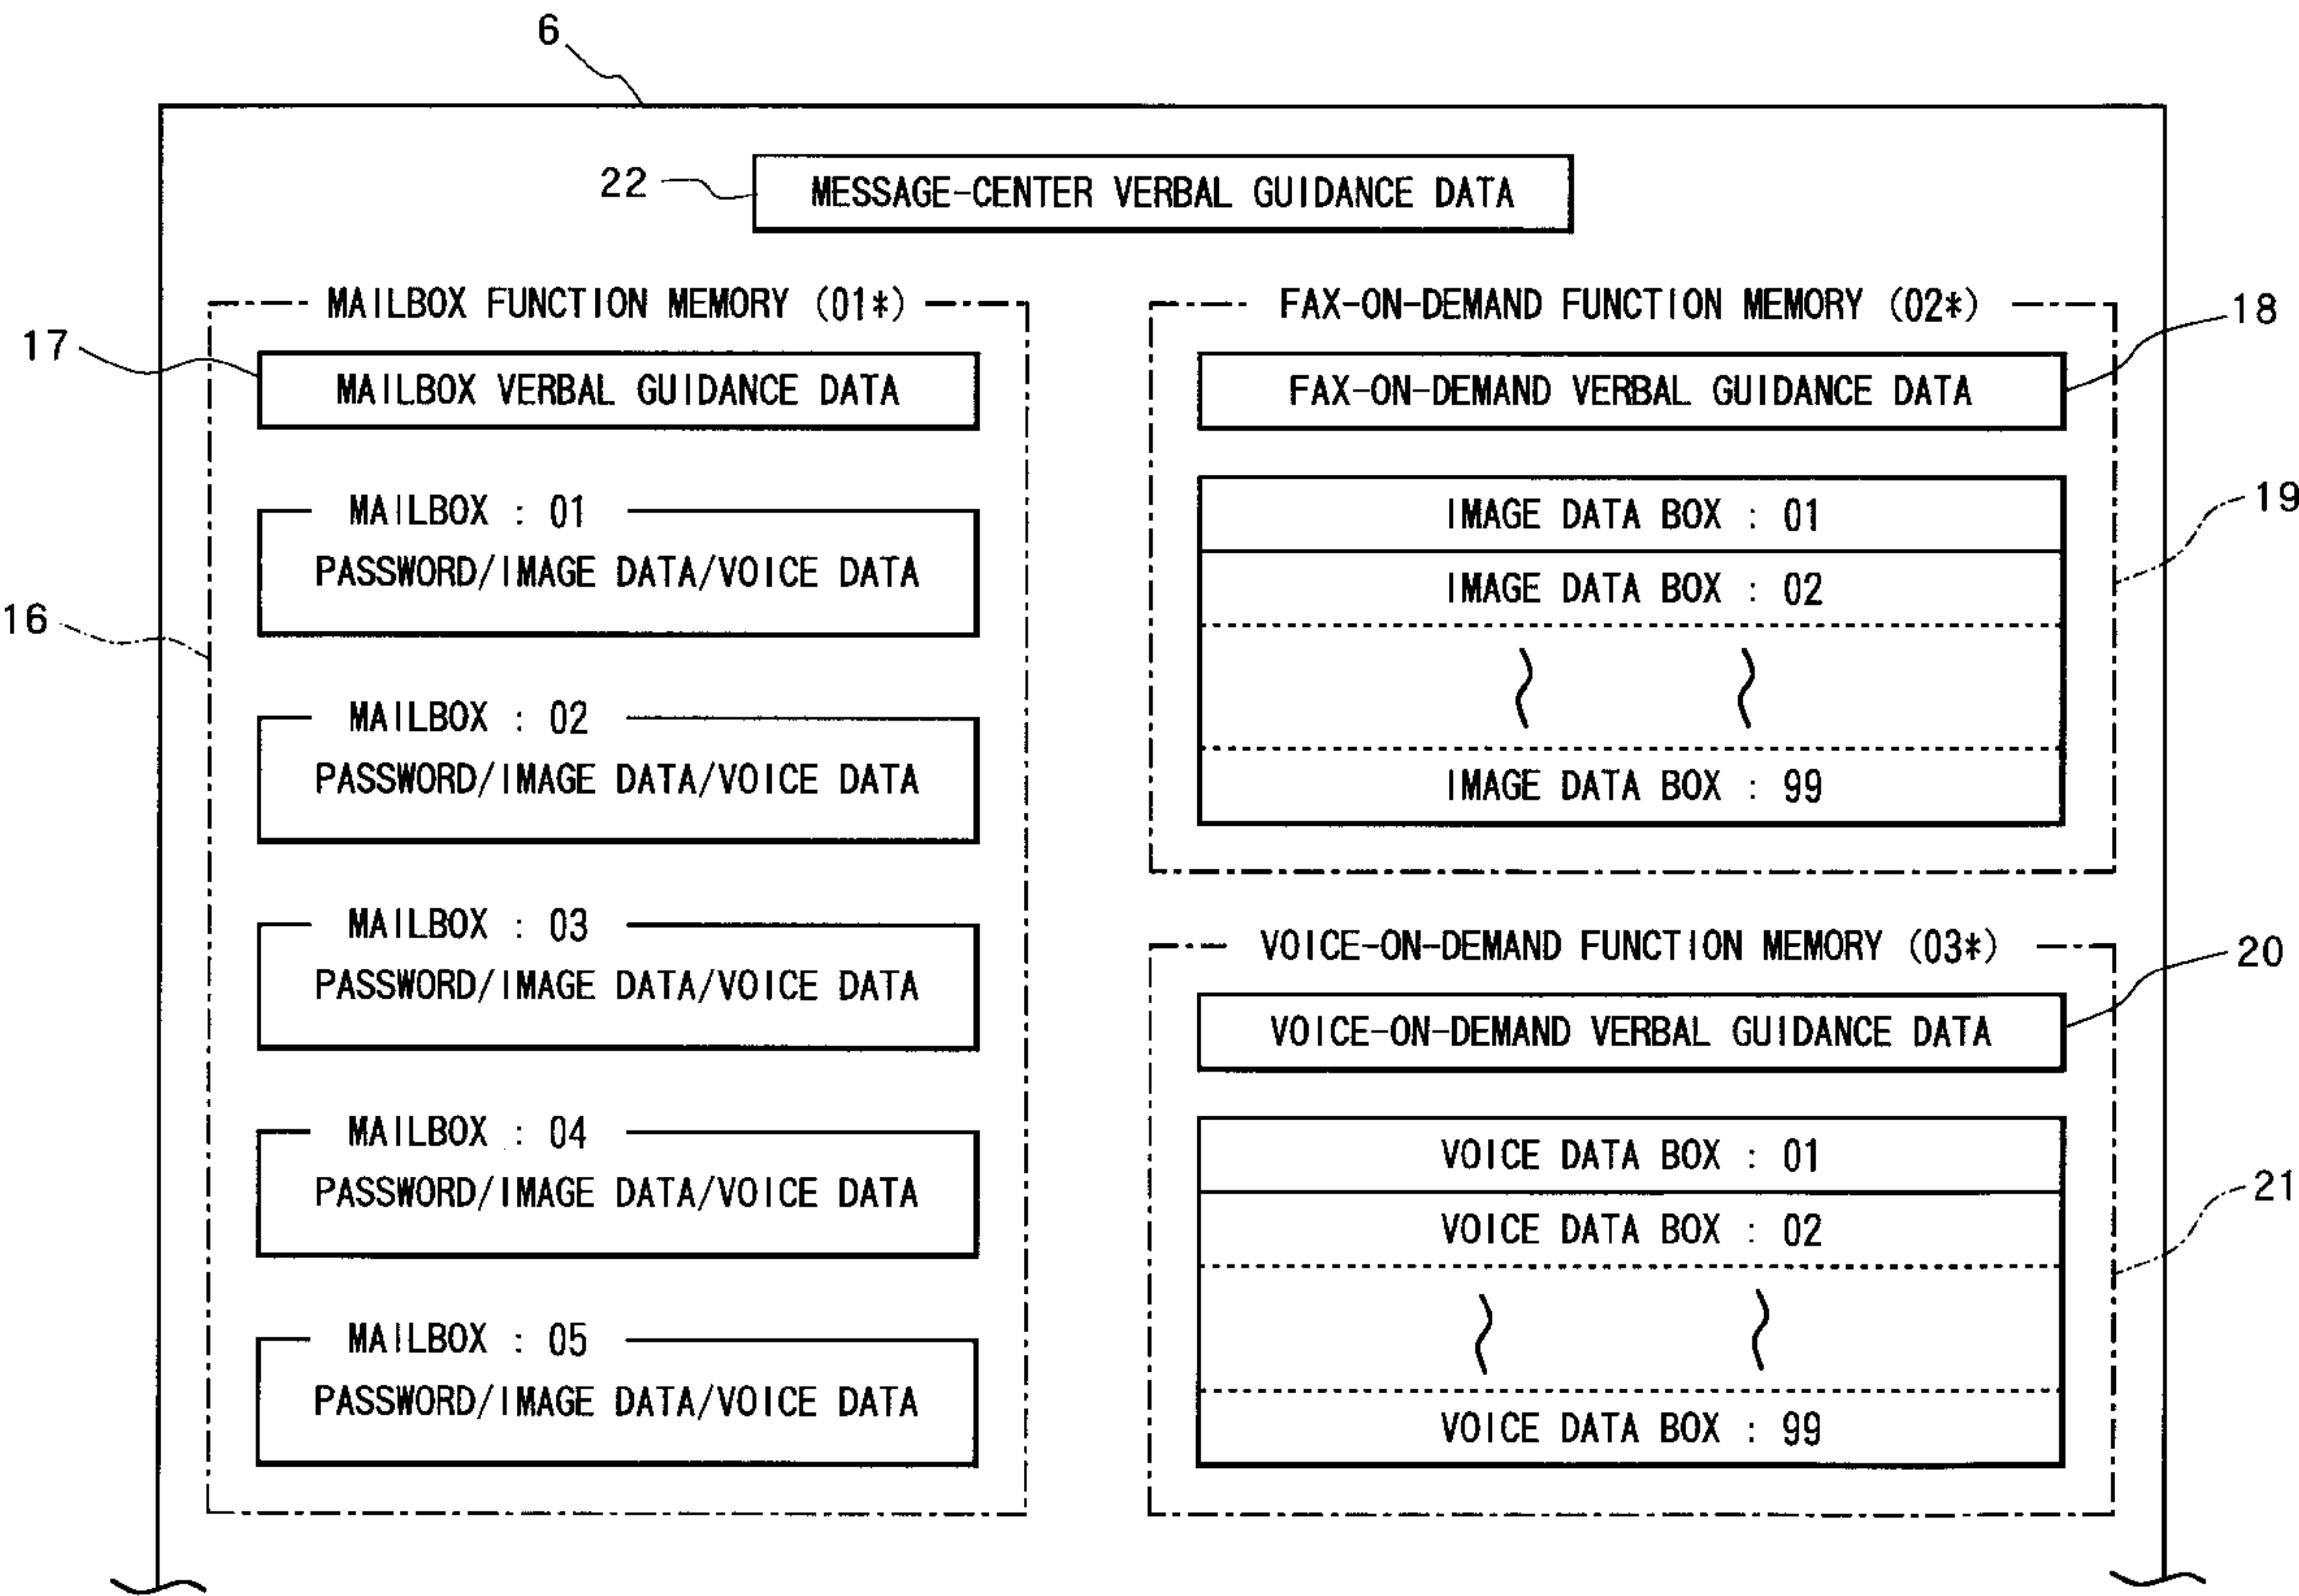 6
22
MESSAGE-CENTER VERBAL GUIDANCE DATA
MAILBOX FUNCTION MEMORY (01*)
17
MAILBOX VERBAL GUIDANCE DATA
MAILBOX : 01
PASSWORD/IMAGE DATA/VOICE DATA
16
MAILBOX : 02
PASSWORD/IMAGE DATA/VOICE DATA
MAILBOX : 03
PASSWORD/IMAGE DATA/VOICE DATA
MAILBOX : 04
PASSWORD/IMAGE DATA/VOICE DATA
MAILBOX : 05
PASSWORD/IMAGE DATA/VOICE DATA
FAX-ON-DEMAND FUNCTION MEMORY (02*)
18
FAX-ON-DEMAND VERBAL GUIDANCE DATA
19
IMAGE DATA BOX : 01
IMAGE DATA BOX : 02
IMAGE DATA BOX : 99
VOICE-ON-DEMAND FUNCTION MEMORY (03*)
20
VOICE-ON-DEMAND VERBAL GUIDANCE DATA
VOICE DATA BOX : 01
21
VOICE DATA BOX : 02
VOICE DATA BOX : 99